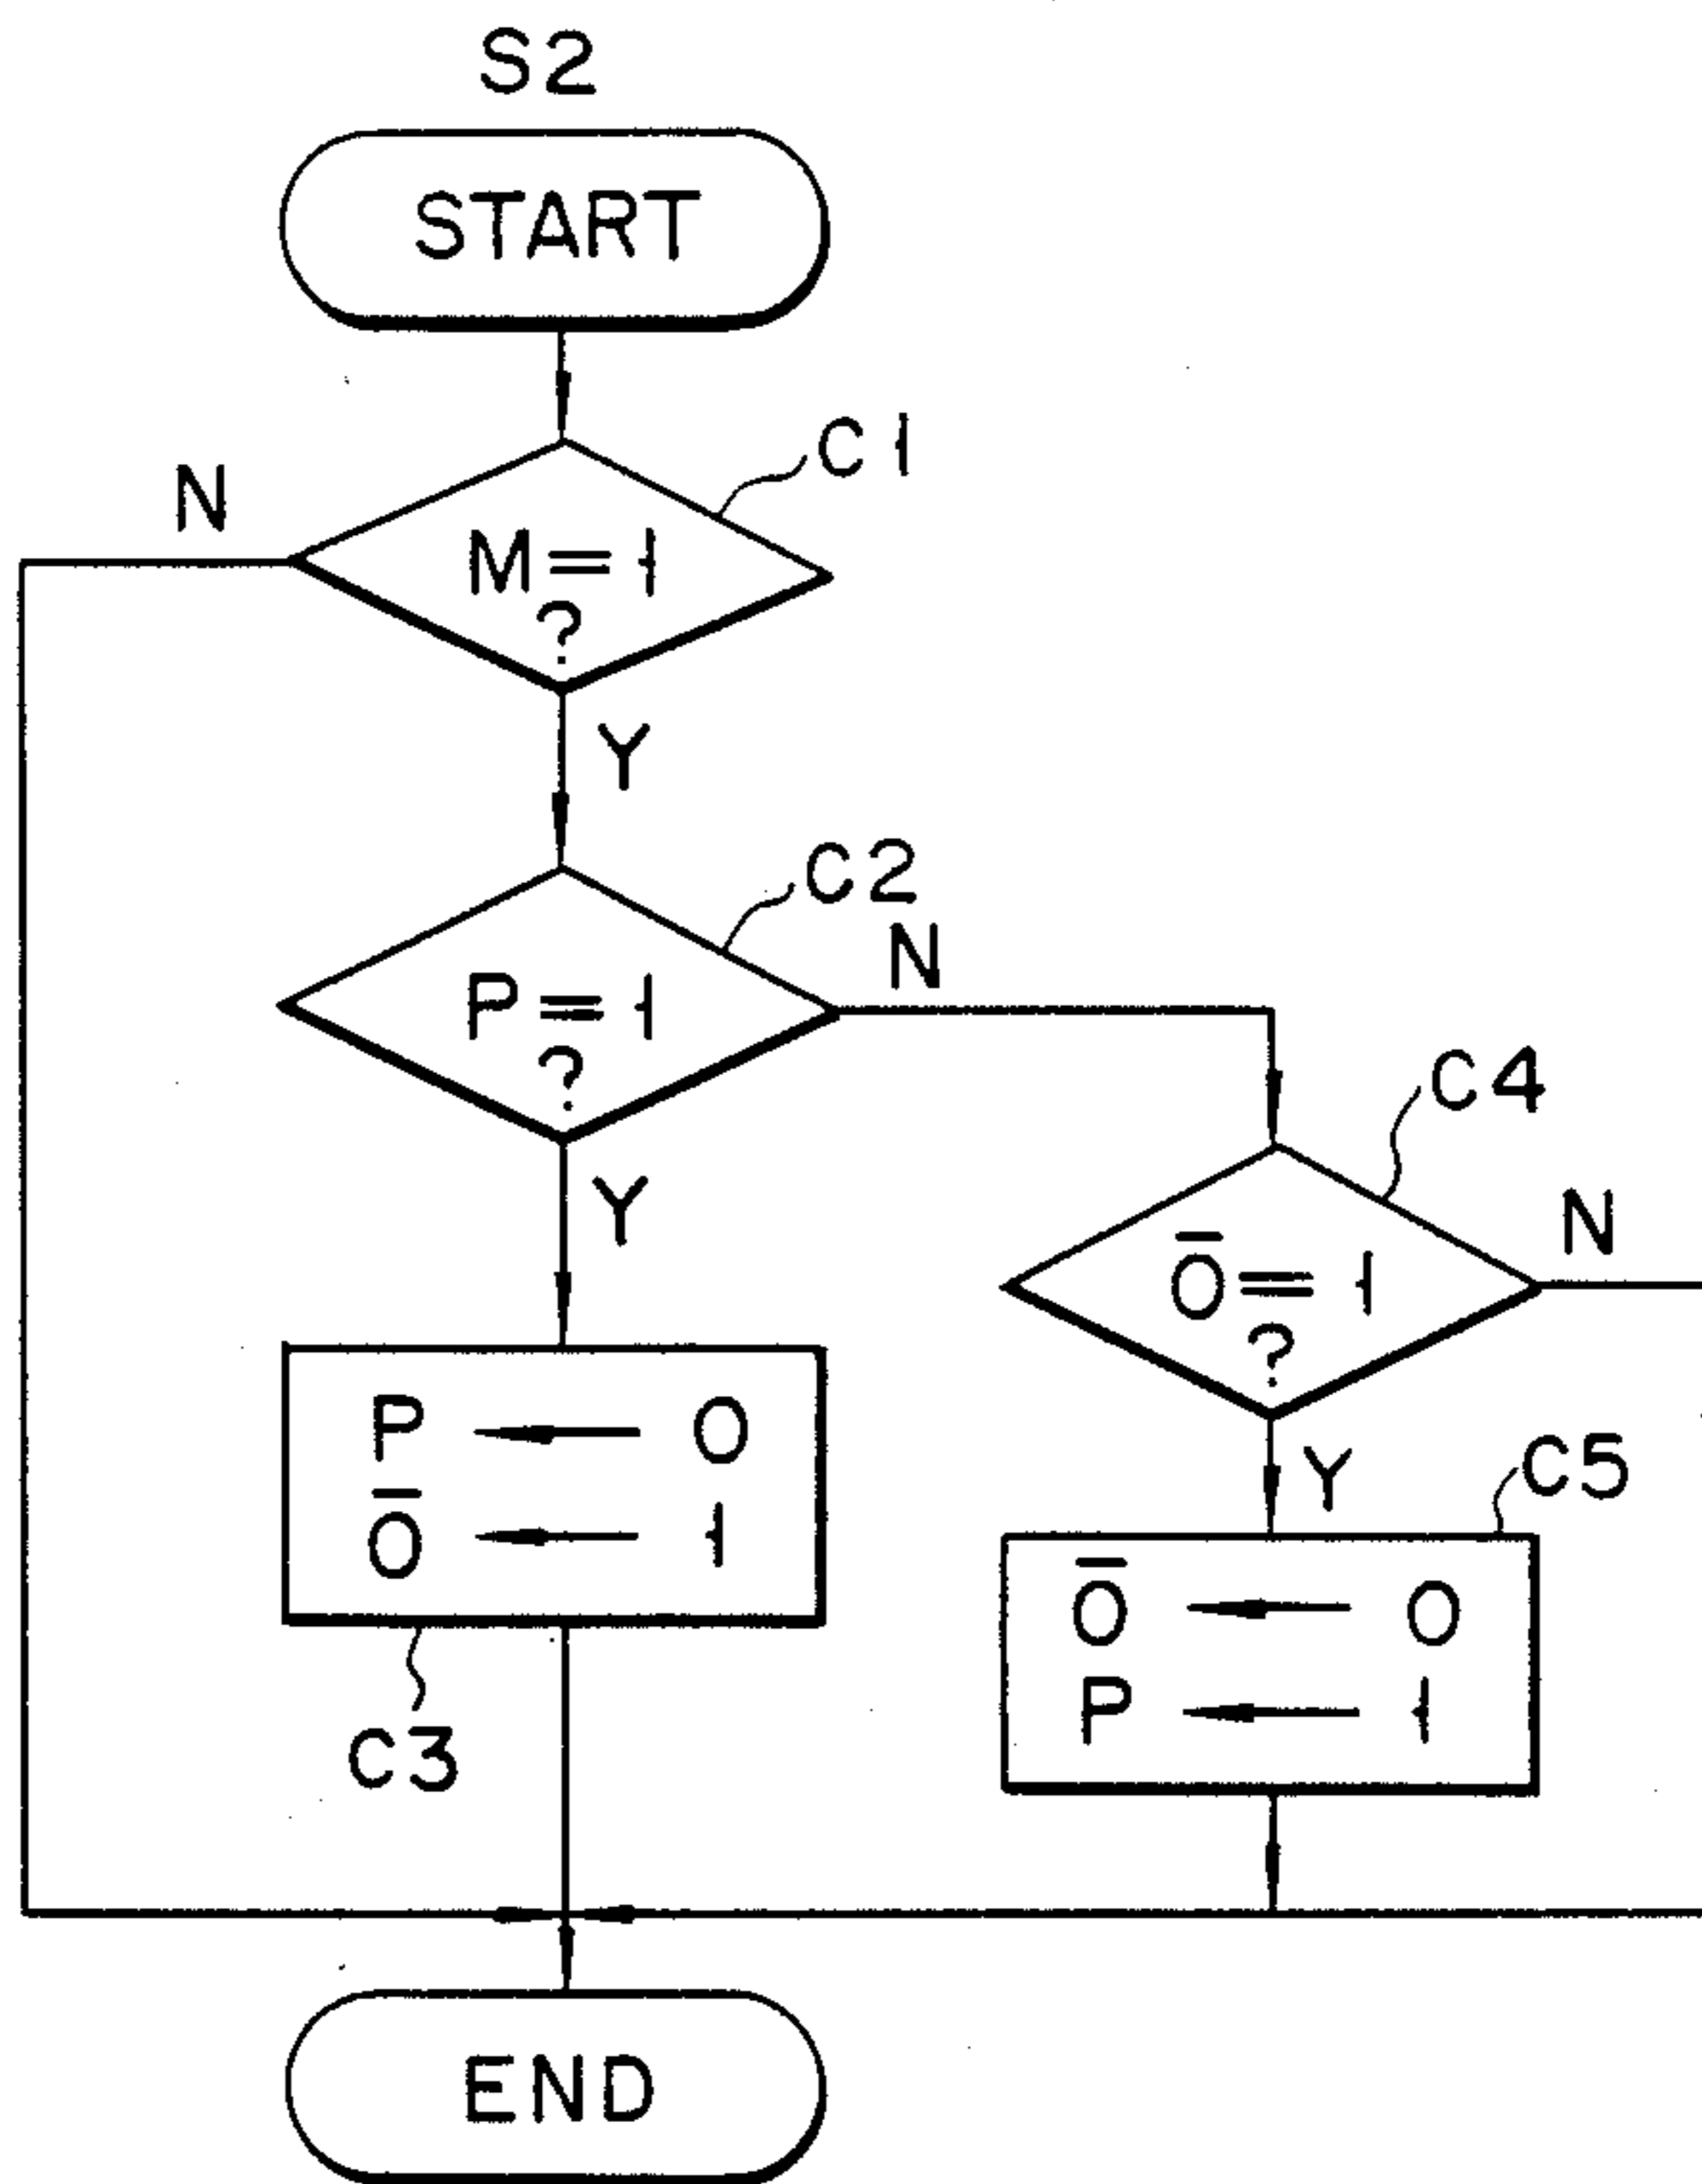 S2
START
C1
N
M=1
?
Y
C2
N
P=1
?
Y
C4
N
Ō=1
?
Y
P ← 0
Ō ← 1
C3
C5
Ō ← 0
P ← 1
END